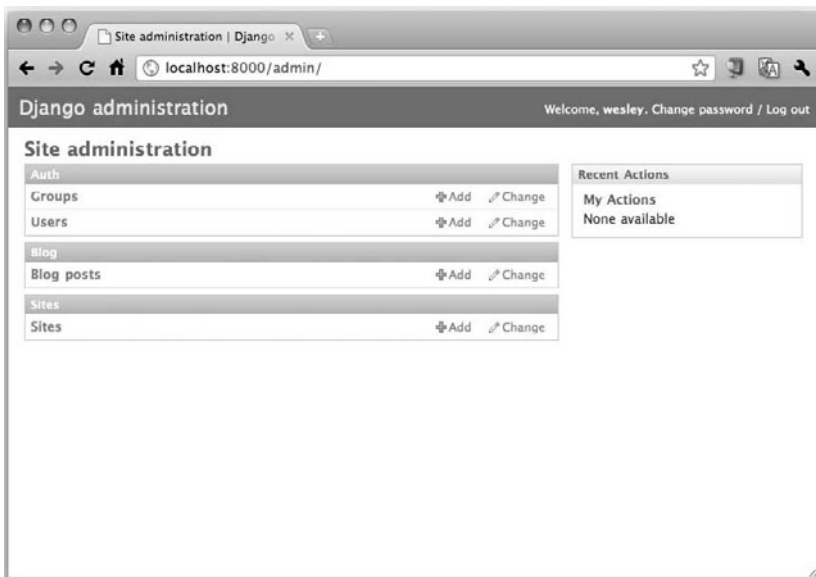 Site administration | Django
localhost:8000/admin/
Django administration
Welcome, wesley. Change password / Log out
Site administration
Auth
Groups Add Change
Users Add Change
Blog
Blog posts Add Change
Sites
Sites Add Change
Recent Actions
My Actions
None available